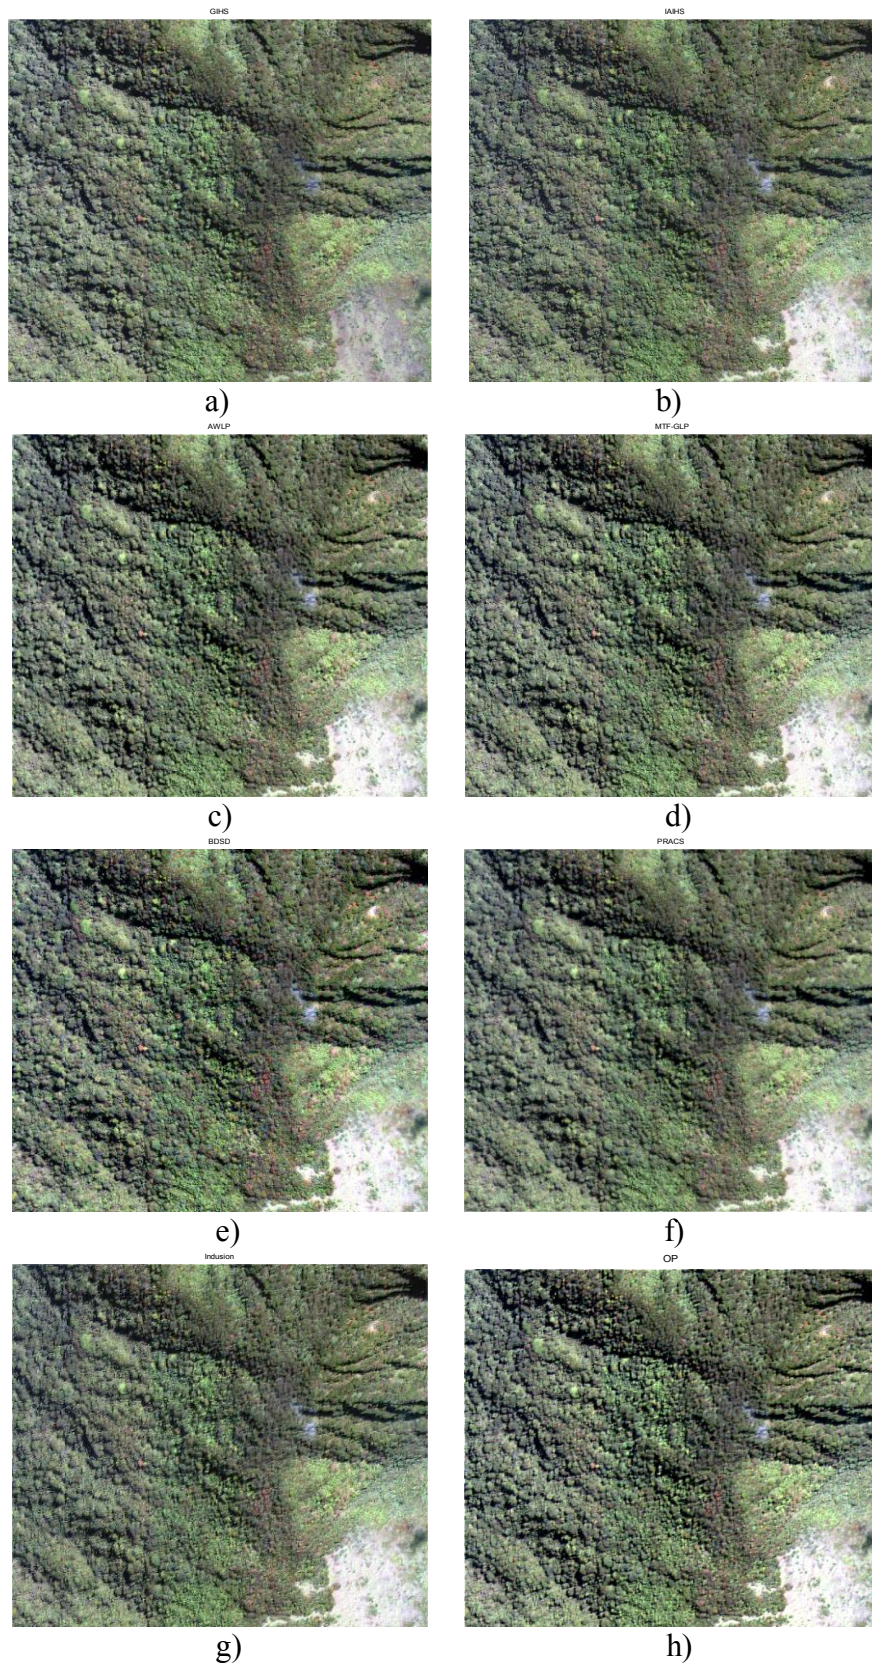 GIHS
IAIHS
a)
b)
AWLP
MTF-GLP
c)
d)
BDSD
PRACS
e)
f)
Indusion
OP
g)
h)